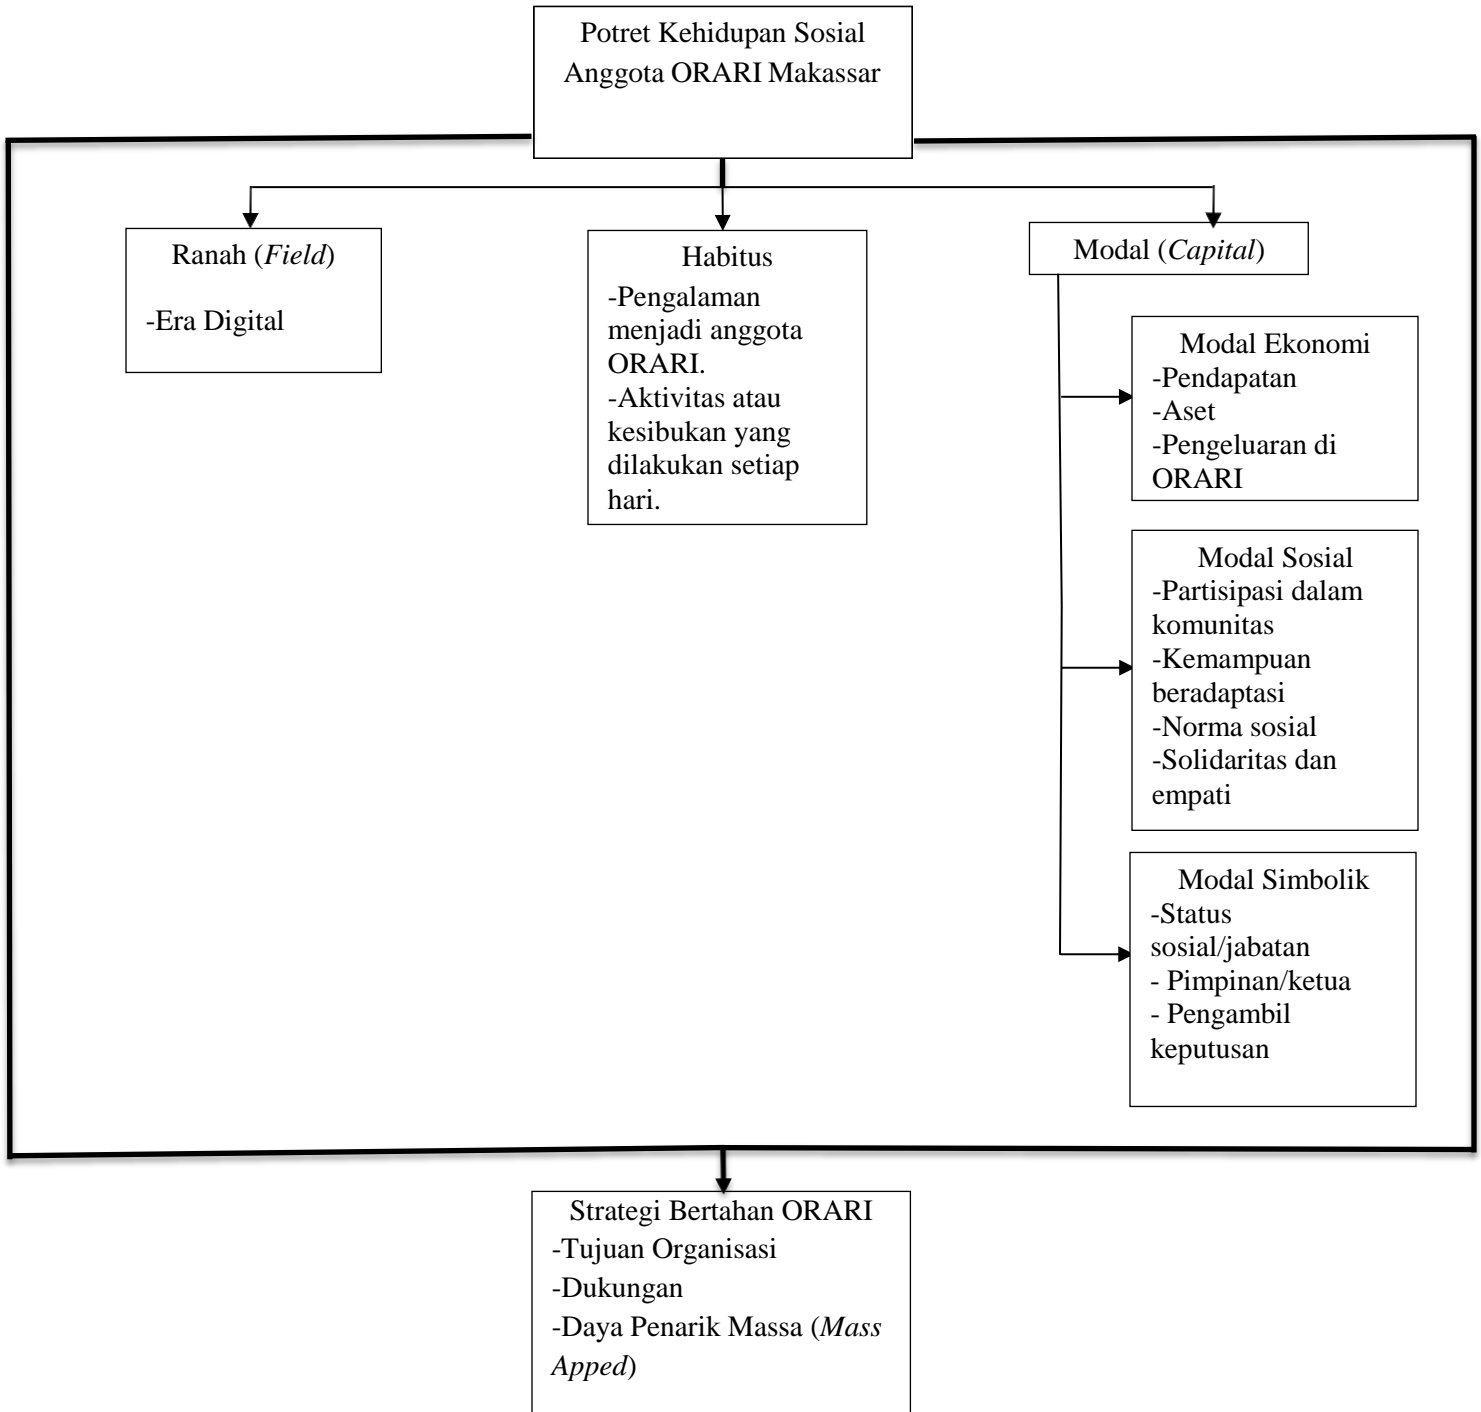 Potret Kehidupan Sosial
Anggota ORARI Makassar
Ranah (Field)
-Era Digital
Habitus
-Pengalaman
menjadi anggota
ORARI.
-Aktivitas atau
kesibukan yang
dilakukan setiap
hari.
Modal (Capital)
Modal Ekonomi
-Pendapatan
-Aset
-Pengeluaran di
ORARI
Modal Sosial
-Partisipasi dalam
komunitas
-Kemampuan
beradaptasi
-Norma sosial
-Solidaritas dan
empati
Modal Simbolik
-Status
sosial/jabatan
- Pimpinan/ketua
- Pengambil
keputusan
Strategi Bertahan ORARI
-Tujuan Organisasi
-Dukungan
-Daya Penarik Massa (Mass
Apped)